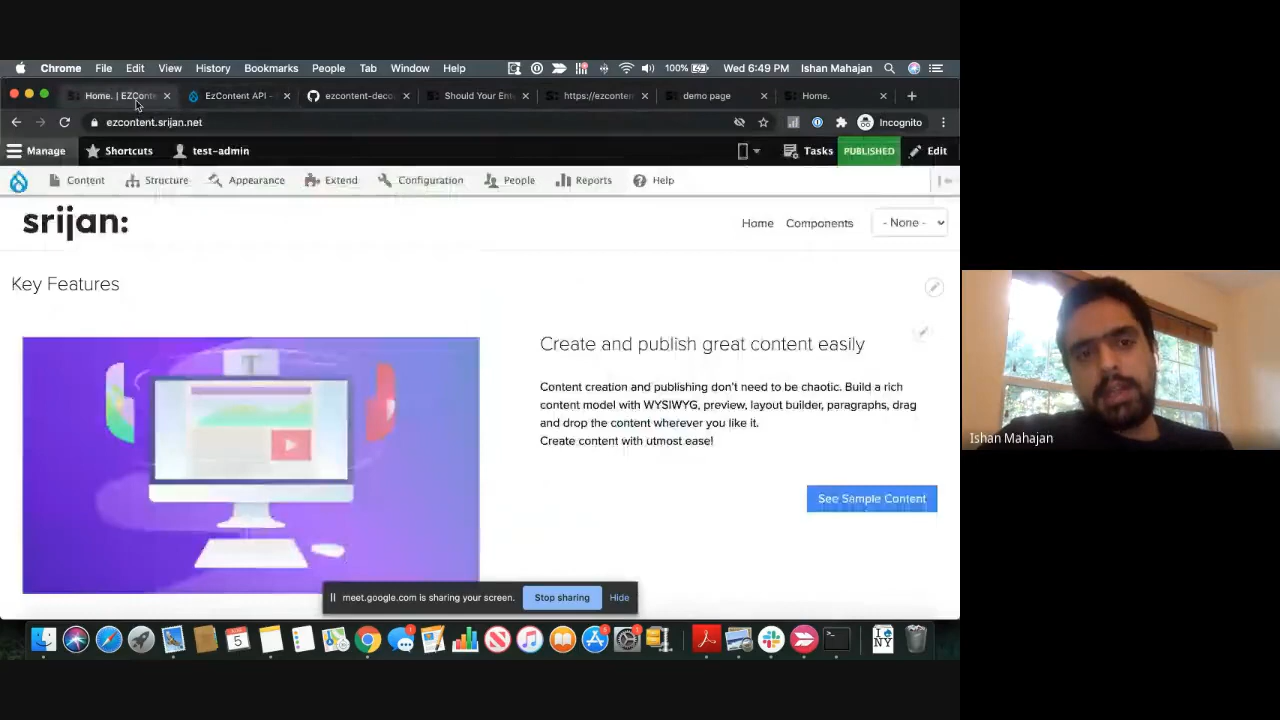 Chrome File Edit View History Bookmarks People Tab Window Help 100% Wed 6:49 PM Ishan Mahajan
Home. | EZConte EzContent API - ezcontent-deco Should Your Ente https://ezconten demo page Home.
ezcontent.srijan.net Incognito
Manage Shortcuts test-admin Tasks PUBLISHED Edit
Content Structure Appearance Extend Configuration People Reports Help
srijan:
Home Components - None -
Key Features
Create and publish great content easily
Content creation and publishing don't need to be chaotic. Build a rich
content model with WYSIWYG, preview, layout builder, paragraphs, drag
and drop the content wherever you like it.
Create content with utmost ease!
See Sample Content
Ishan Mahajan
meet.google.com is sharing your screen. Stop sharing Hide